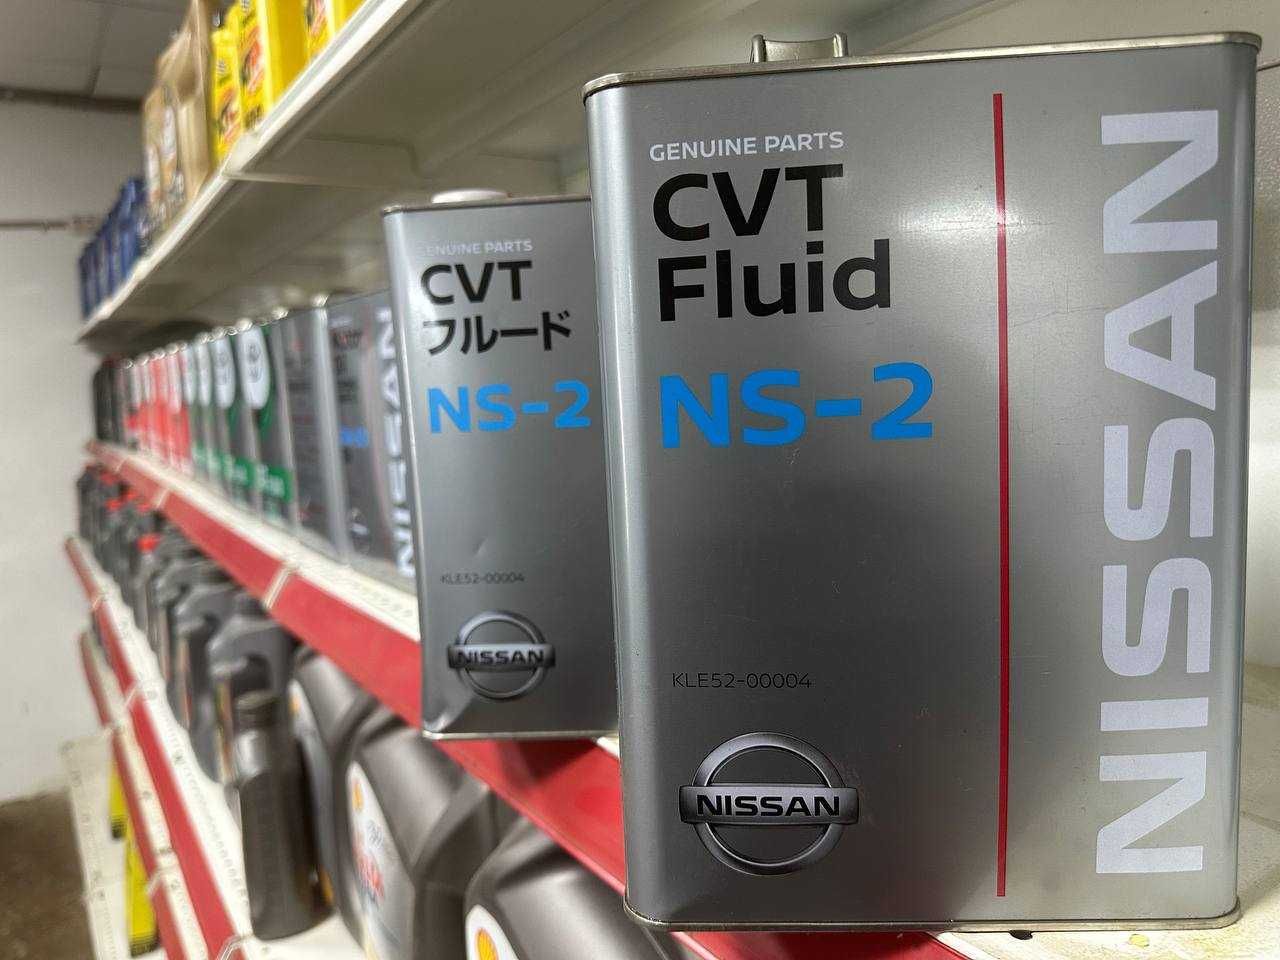 GENUINE PARTS
CVT
Fluid
NS-2
KLE52-00004
NISSAN
NISSAN
GENUINE PARTS
CVT
フルード
NS-2
KLE52-00004
NISSAN
NISSAN